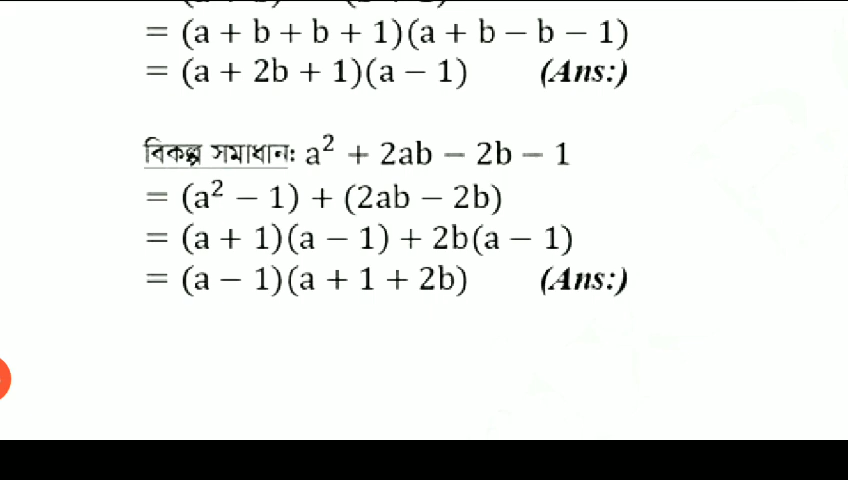 = (a + b + b + 1)(a + b − b − 1)
= (a + 2b + 1)(a − 1) (Ans:)
বিকল্প সমাধান: a² + 2ab − 2b − 1
= (a² − 1) + (2ab − 2b)
= (a + 1)(a − 1) + 2b(a − 1)
= (a − 1)(a + 1 + 2b) (Ans:)